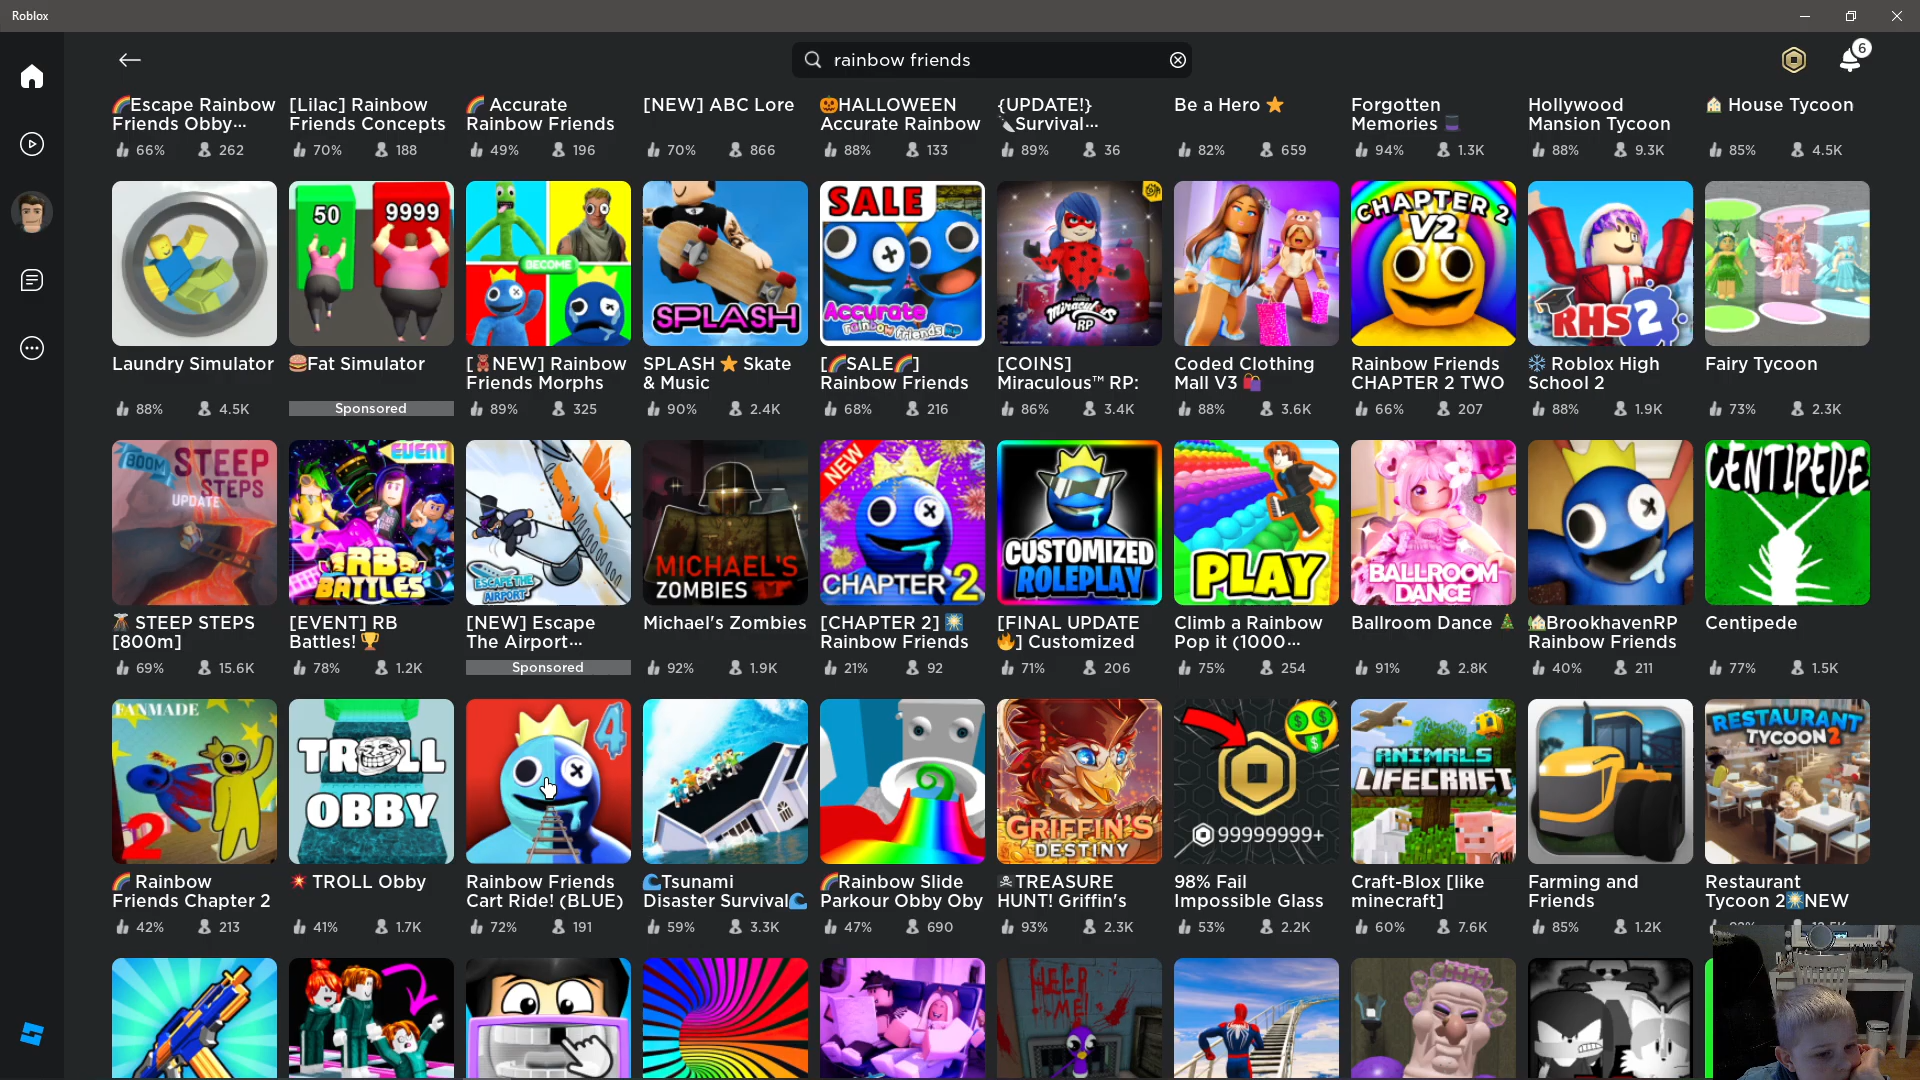 Roblox
rainbow friends
6
🌈Escape Rainbow
Friends Obby...
66% 262
[Lilac] Rainbow
Friends Concepts
70% 188
🌈 Accurate
Rainbow Friends
49% 196
[NEW] ABC Lore
70% 866
🎃HALLOWEEN
Accurate Rainbow
88% 133
{UPDATE!}
🔪Survival...
89% 36
Be a Hero ⭐
82% 659
Forgotten
Memories 🎩
94% 1.3K
Hollywood
Mansion Tycoon
88% 9.3K
🏠 House Tycoon
85% 4.5K
50
9999
BECOME
SPLASH
SALE
Accurate
rainbow friends
Miraculous
RP
CHAPTER 2
V2
RHS2
Laundry Simulator
88% 4.5K
🍔Fat Simulator
Sponsored
[🧸NEW] Rainbow
Friends Morphs
89% 325
SPLASH ⭐ Skate
& Music
90% 2.4K
[🌈SALE🌈]
Rainbow Friends
68% 216
[COINS]
Miraculous™ RP:
86% 3.4K
Coded Clothing
Mall V3 🛍️
88% 3.6K
Rainbow Friends
CHAPTER 2 TWO
66% 207
❄️ Roblox High
School 2
88% 1.9K
Fairy Tycoon
73% 2.3K
800M
STEEP
STEPS
UPDATE
EVENT
RB
BATTLES
ESCAPE THE
AIRPORT
MICHAEL'S
ZOMBIES
NEW
CHAPTER 2
CUSTOMIZED
ROLEPLAY
PLAY
BALLROOM
DANCE
CENTIPEDE
🌋 STEEP STEPS
[800m]
69% 15.6K
[EVENT] RB
Battles! 🏆
78% 1.2K
[NEW] Escape
The Airport...
Sponsored
Michael's Zombies
92% 1.9K
[CHAPTER 2] 🎆
Rainbow Friends
21% 92
[FINAL UPDATE
🔥] Customized
71% 206
Climb a Rainbow
Pop it (1000...
75% 254
Ballroom Dance 🎄
91% 2.8K
🏠BrookhavenRP
Rainbow Friends
40% 211
Centipede
77% 1.5K
FANMADE
2
TROLL
OBBY
4
GRIFFIN'S
DESTINY
99999999+
ANIMALS
LIFECRAFT
RESTAURANT
TYCOON 2
🌈 Rainbow
Friends Chapter 2
42% 213
💥 TROLL Obby
41% 1.7K
Rainbow Friends
Cart Ride! (BLUE)
72% 191
🌊Tsunami
Disaster Survival🌊
59% 3.3K
🌈Rainbow Slide
Parkour Obby Oby
47% 690
☠️TREASURE
HUNT! Griffin's
93% 2.3K
98% Fail
Impossible Glass
53% 2.2K
Craft-Blox [like
minecraft]
60% 7.6K
Farming and
Friends
85% 1.2K
Restaurant
Tycoon 2🎆NEW
HELP
ME!